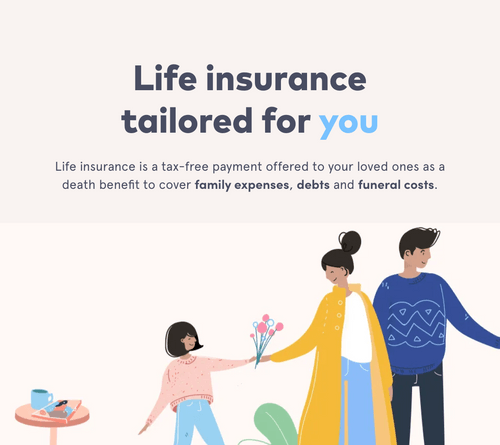 Life insurance
tailored for you
Life insurance is a tax-free payment offered to your loved ones as a
death benefit to cover family expenses, debts and funeral costs.